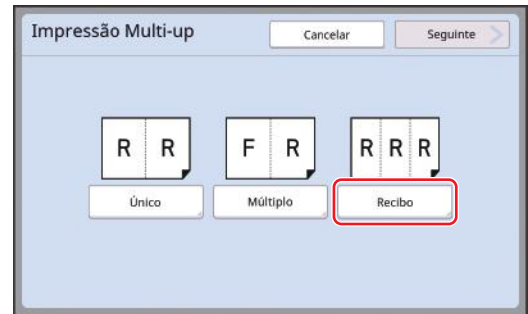 Impressão Multi-up
Cancelar
Seguinte
R R
F R
R R R
Único
Múltiplo
Recibo